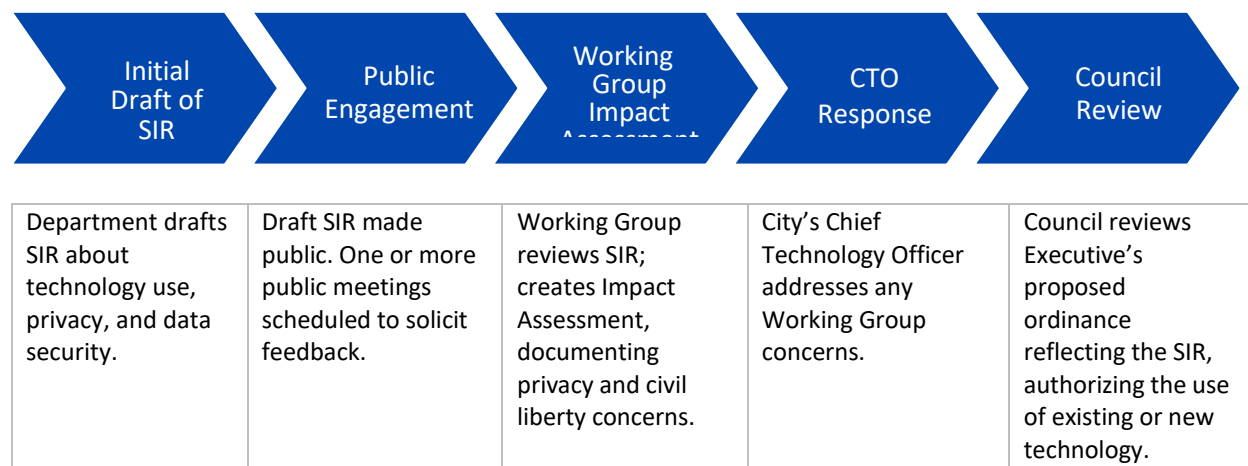 Initial
Draft of
SIR
Public
Engagement
Working
Group
Impact
Assessment
CTO
Response
Council
Review
Department drafts
SIR about
technology use,
privacy, and data
security.
Draft SIR made
public. One or more
public meetings
scheduled to solicit
feedback.
Working Group
reviews SIR;
creates Impact
Assessment,
documenting
privacy and civil
liberty concerns.
City’s Chief
Technology Officer
addresses any
Working Group
concerns.
Council reviews
Executive’s
proposed
ordinance
reflecting the SIR,
authorizing the use
of existing or new
technology.